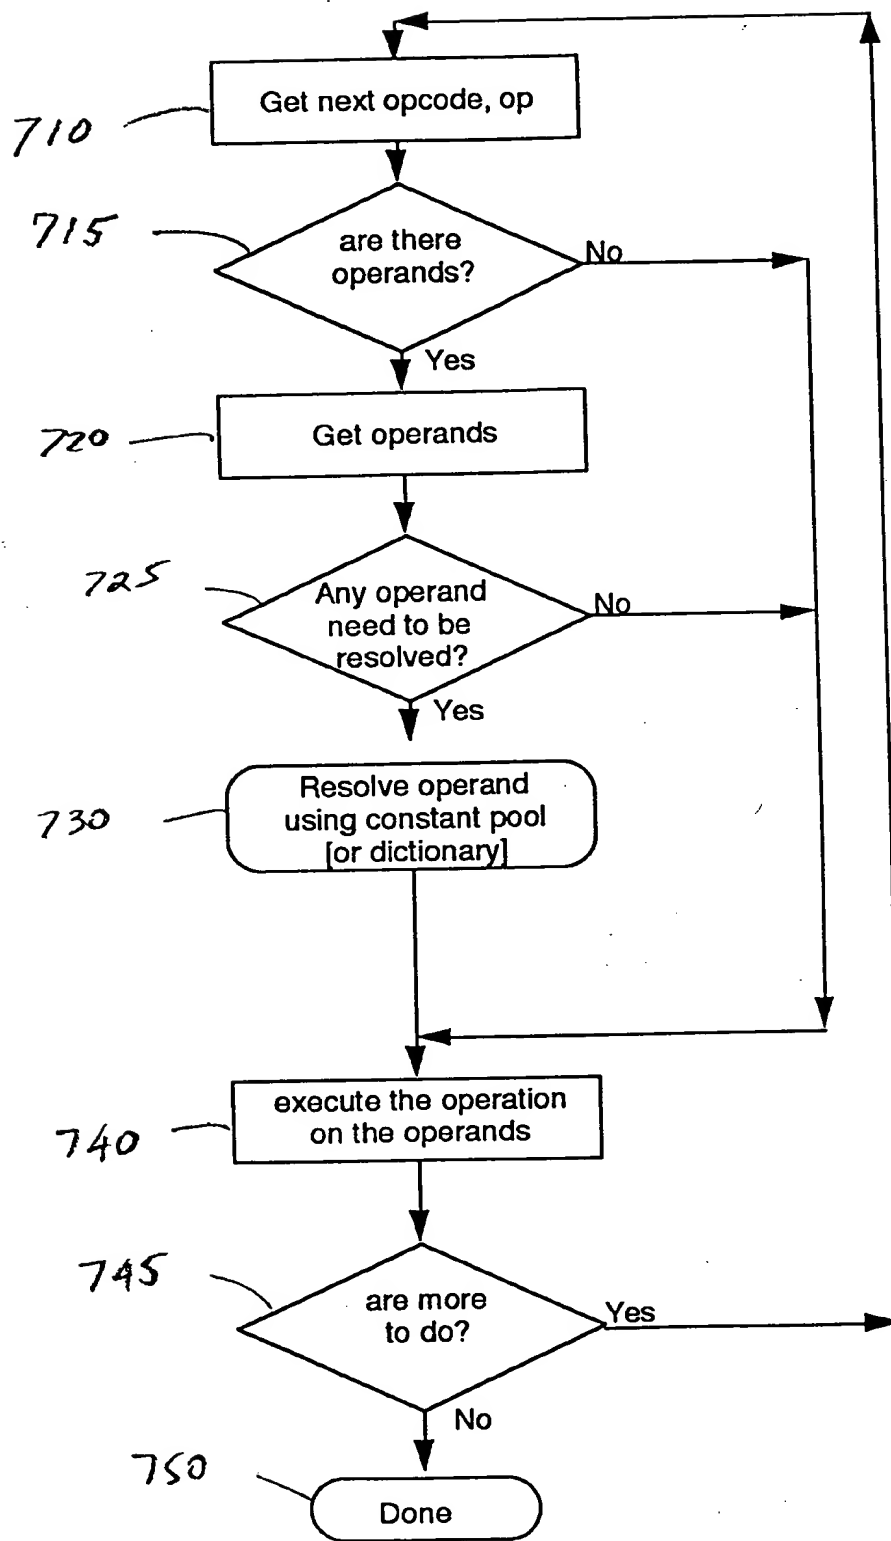 Get next opcode, op
710
715
are there
operands?
No
Yes
720
Get operands
725
Any operand
need to be
resolved?
No
Yes
730
Resolve operand
using constant pool
[or dictionary]
740
execute the operation
on the operands
745
are more
to do?
Yes
No
750
Done